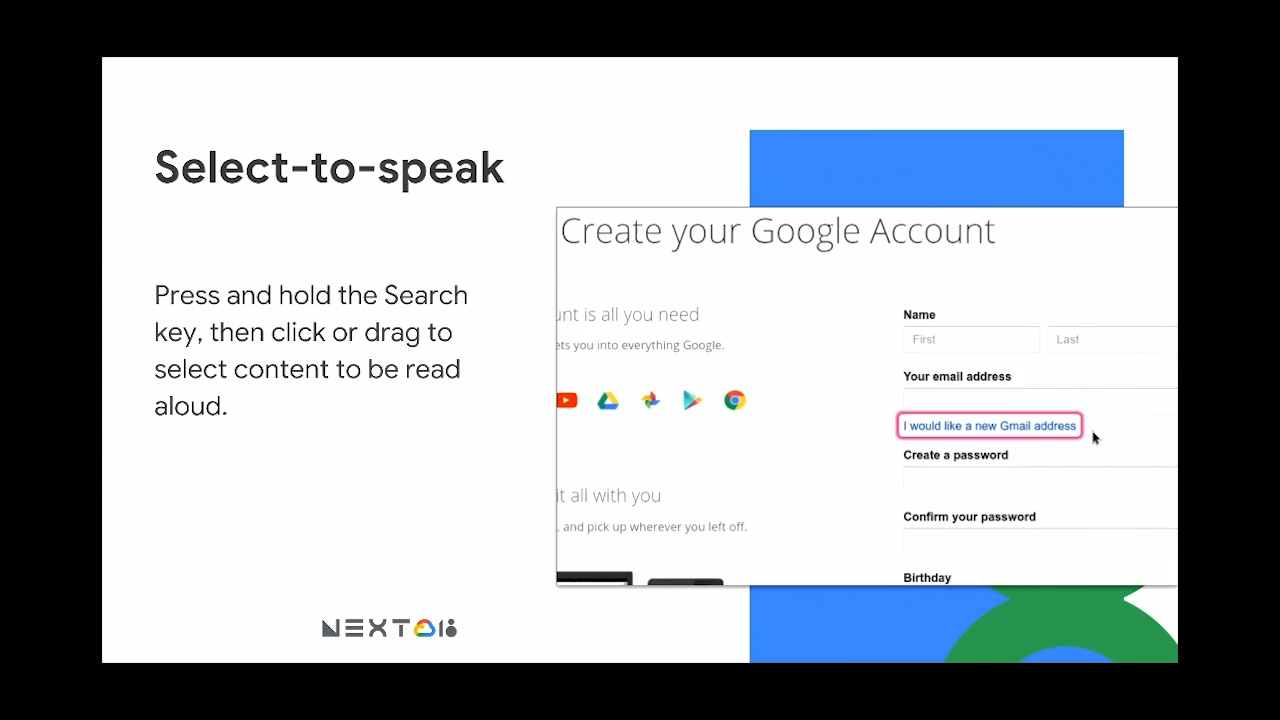 Select-to-speak
Press and hold the Search
key, then click or drag to
select content to be read
aloud.
Create your Google Account
is all you need
you into everything Google.
it all with you
, and pick up wherever you left off.
Name
First Last
Your email address
I would like a new Gmail address
Create a password
Confirm your password
Birthday
NEXT 18